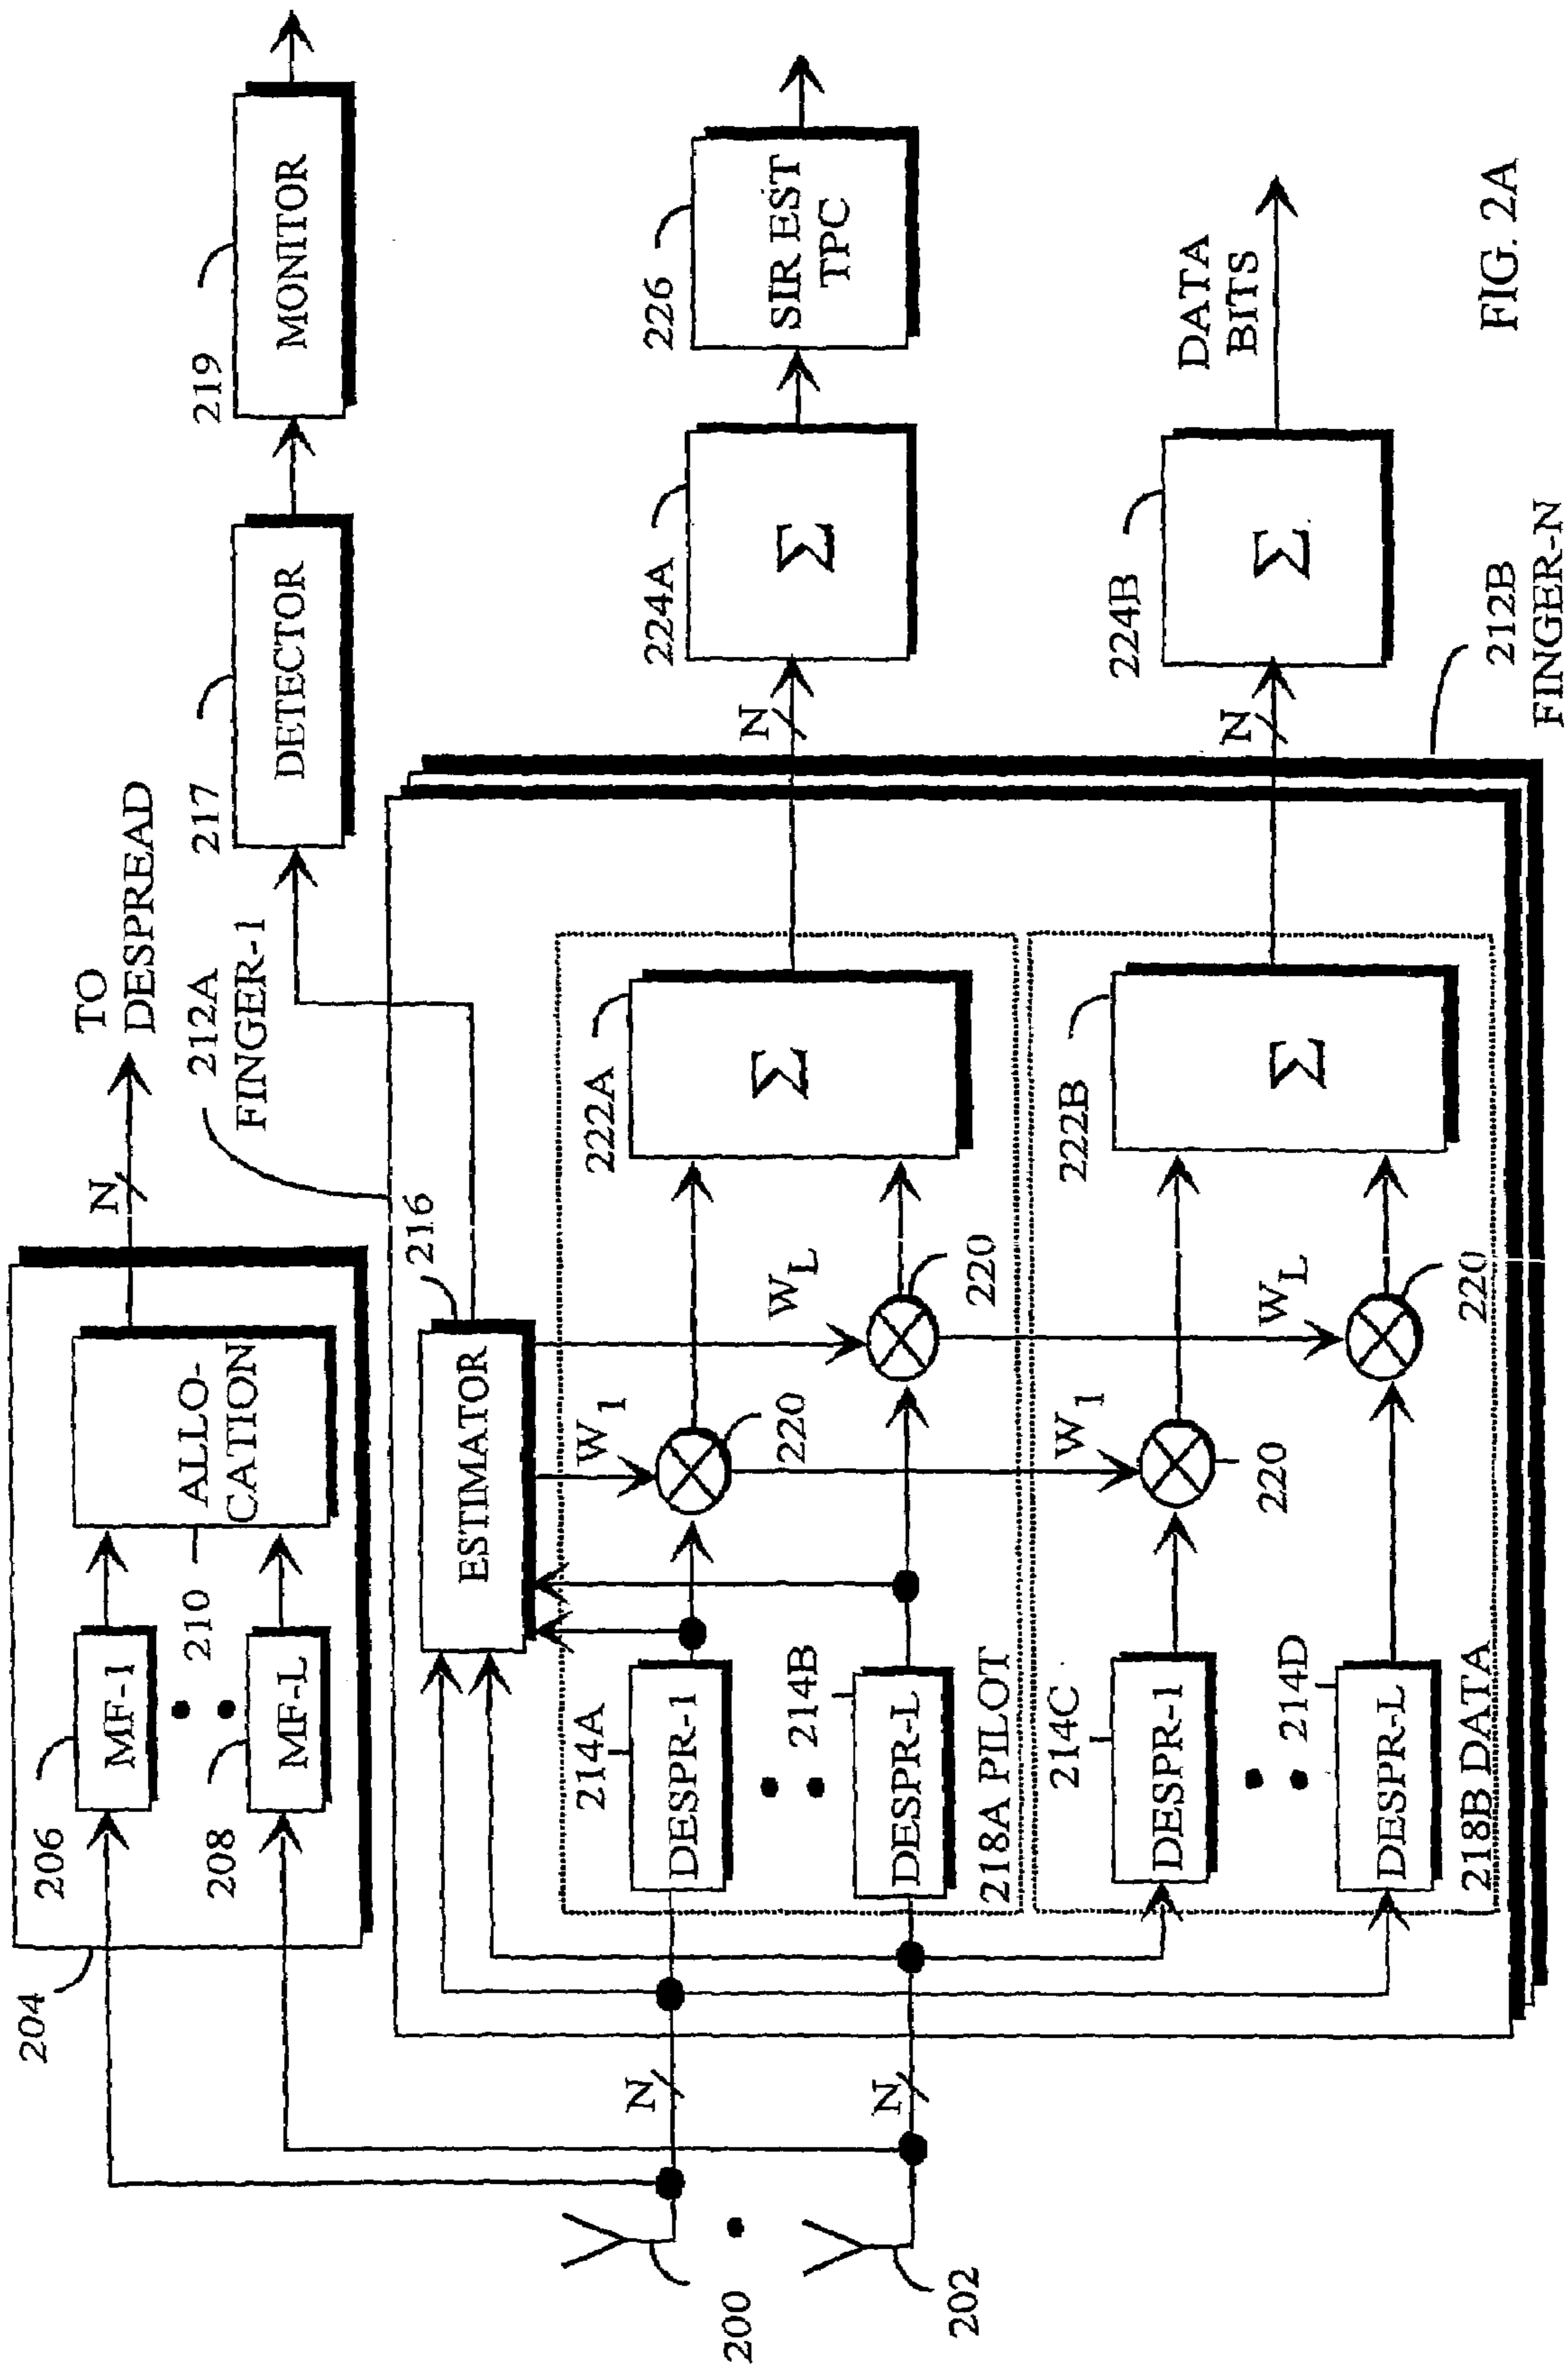 204
206
MF-1
208
MF-L
210
ALLO-
CATION
N
TO
DESPREAD
212A
FINGER-1
217
DETECTOR
219
MONITOR
216
ESTIMATOR
200
202
N
N
214A
DESPR-1
214B
DESPR-L
218A PILOT
W1
220
WL
220
222A
Σ
N
224A
Σ
226
SIR EST
TPC
214C
DESPR-1
214D
DESPR-L
218B DATA
W1
220
WL
220
222B
Σ
N
224B
Σ
DATA
BITS
212B
FINGER-N
FIG. 2A